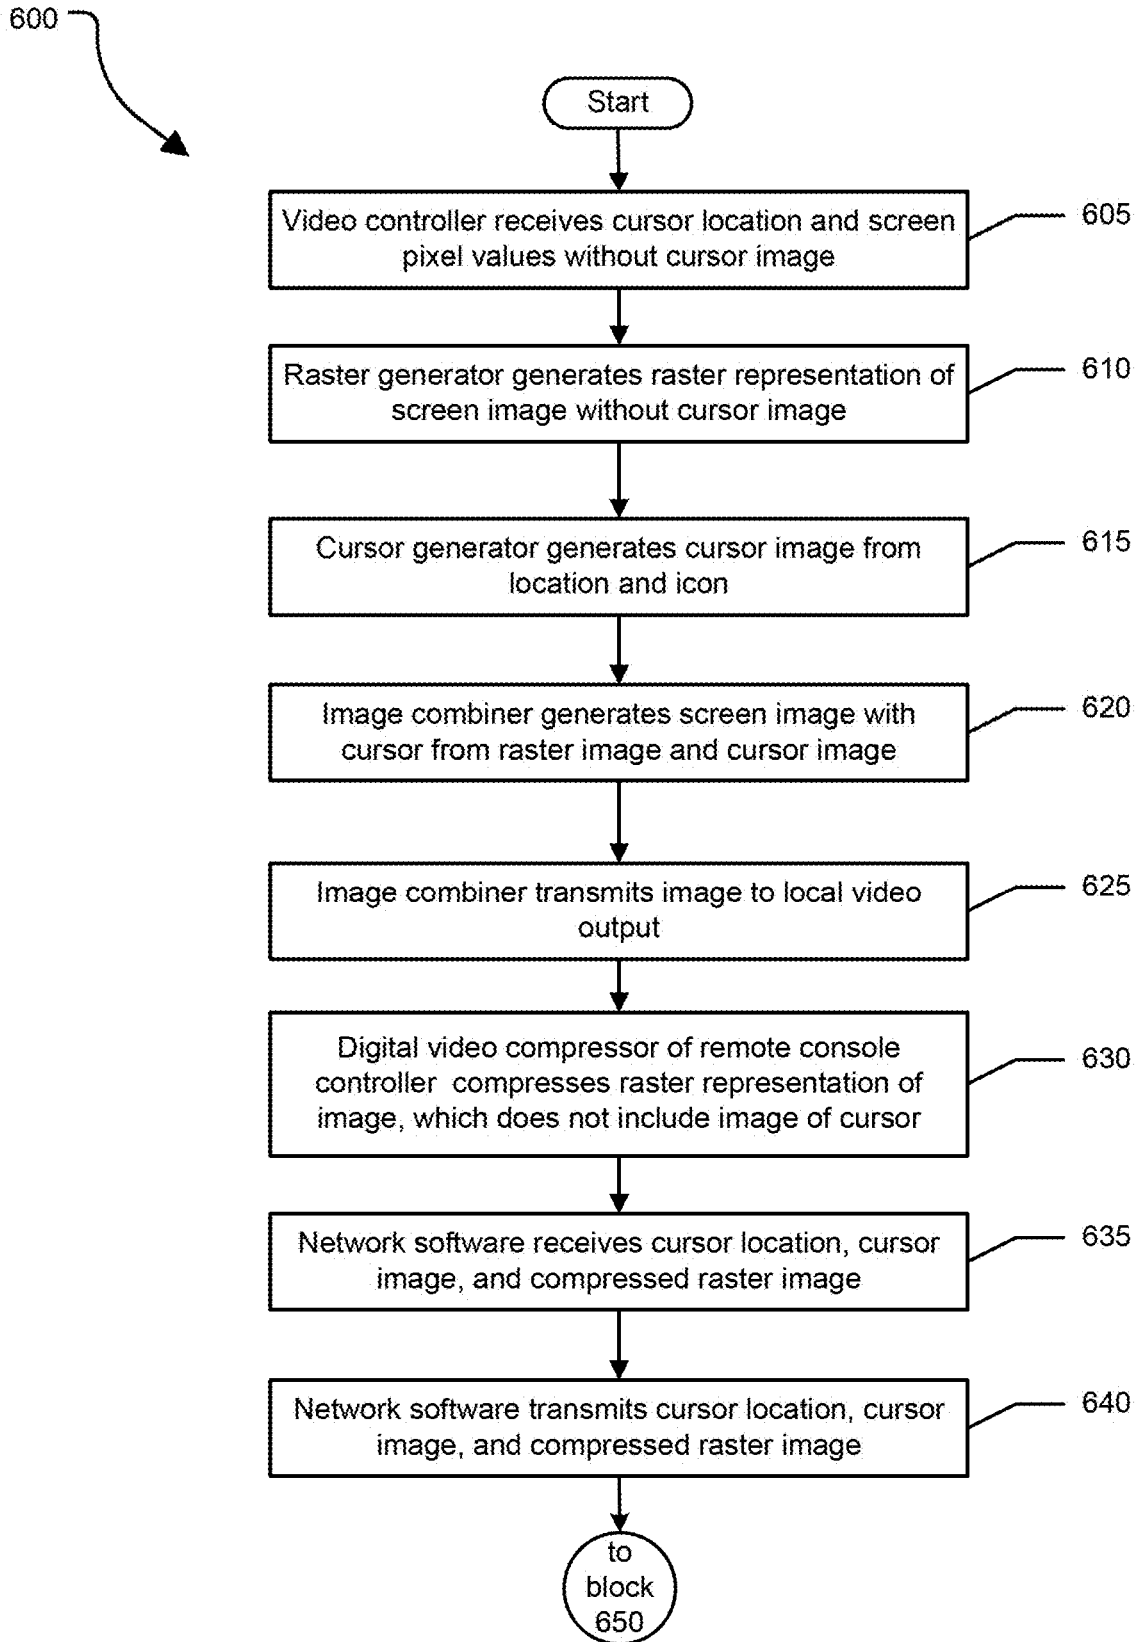 600
Start
Video controller receives cursor location and screen
pixel values without cursor image
605
Raster generator generates raster representation of
screen image without cursor image
610
Cursor generator generates cursor image from
location and icon
615
Image combiner generates screen image with
cursor from raster image and cursor image
620
Image combiner transmits image to local video
output
625
Digital video compressor of remote console
controller compresses raster representation of
image, which does not include image of cursor
630
Network software receives cursor location, cursor
image, and compressed raster image
635
Network software transmits cursor location, cursor
image, and compressed raster image
640
to
block
650